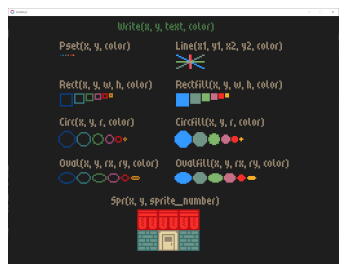 Write(x, y, text, color)
Pset(x, y, color)
Line(x1, y1, x2, y2, color)
Rect(x, y, w, h, color)
RectFill(x, y, w, h, color)
Circ(x, y, r, color)
CircFill(x, y, r, color)
Oval(x, y, rx, ry, color)
OvalFill(x, y, rx, ry, color)
Spr(x, y, sprite_number)